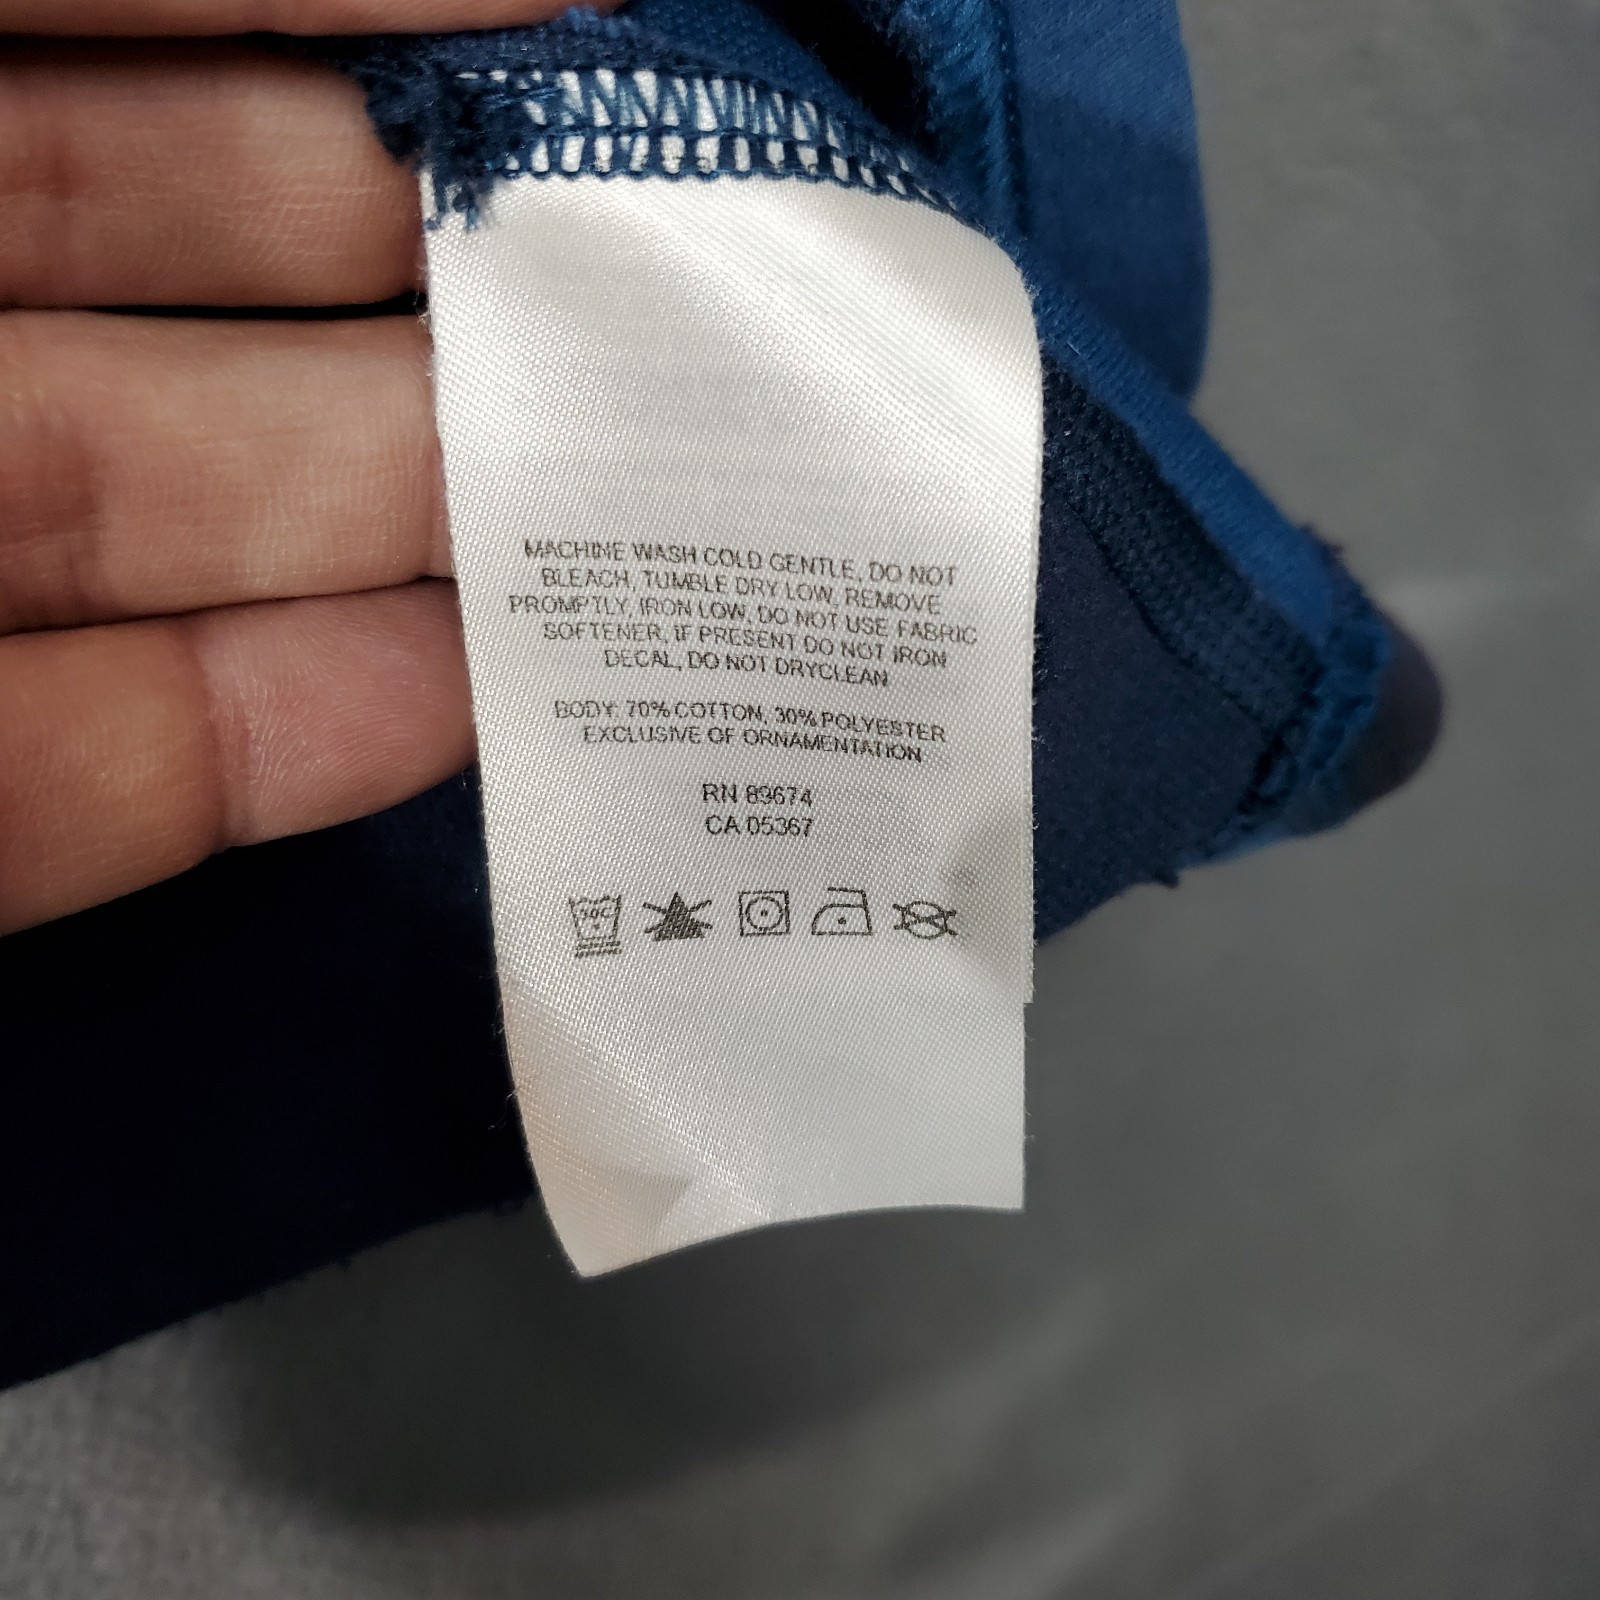 MACHINE WASH COLD GENTLE, DO NOT
BLEACH, TUMBLE DRY LOW, REMOVE
PROMPTLY, IRON LOW, DO NOT USE FABRIC
SOFTENER, IF PRESENT DO NOT IRON
DECAL, DO NOT DRYCLEAN
BODY: 70% COTTON, 30% POLYESTER
EXCLUSIVE OF ORNAMENTATION
RN 89674
CA 05367
30C